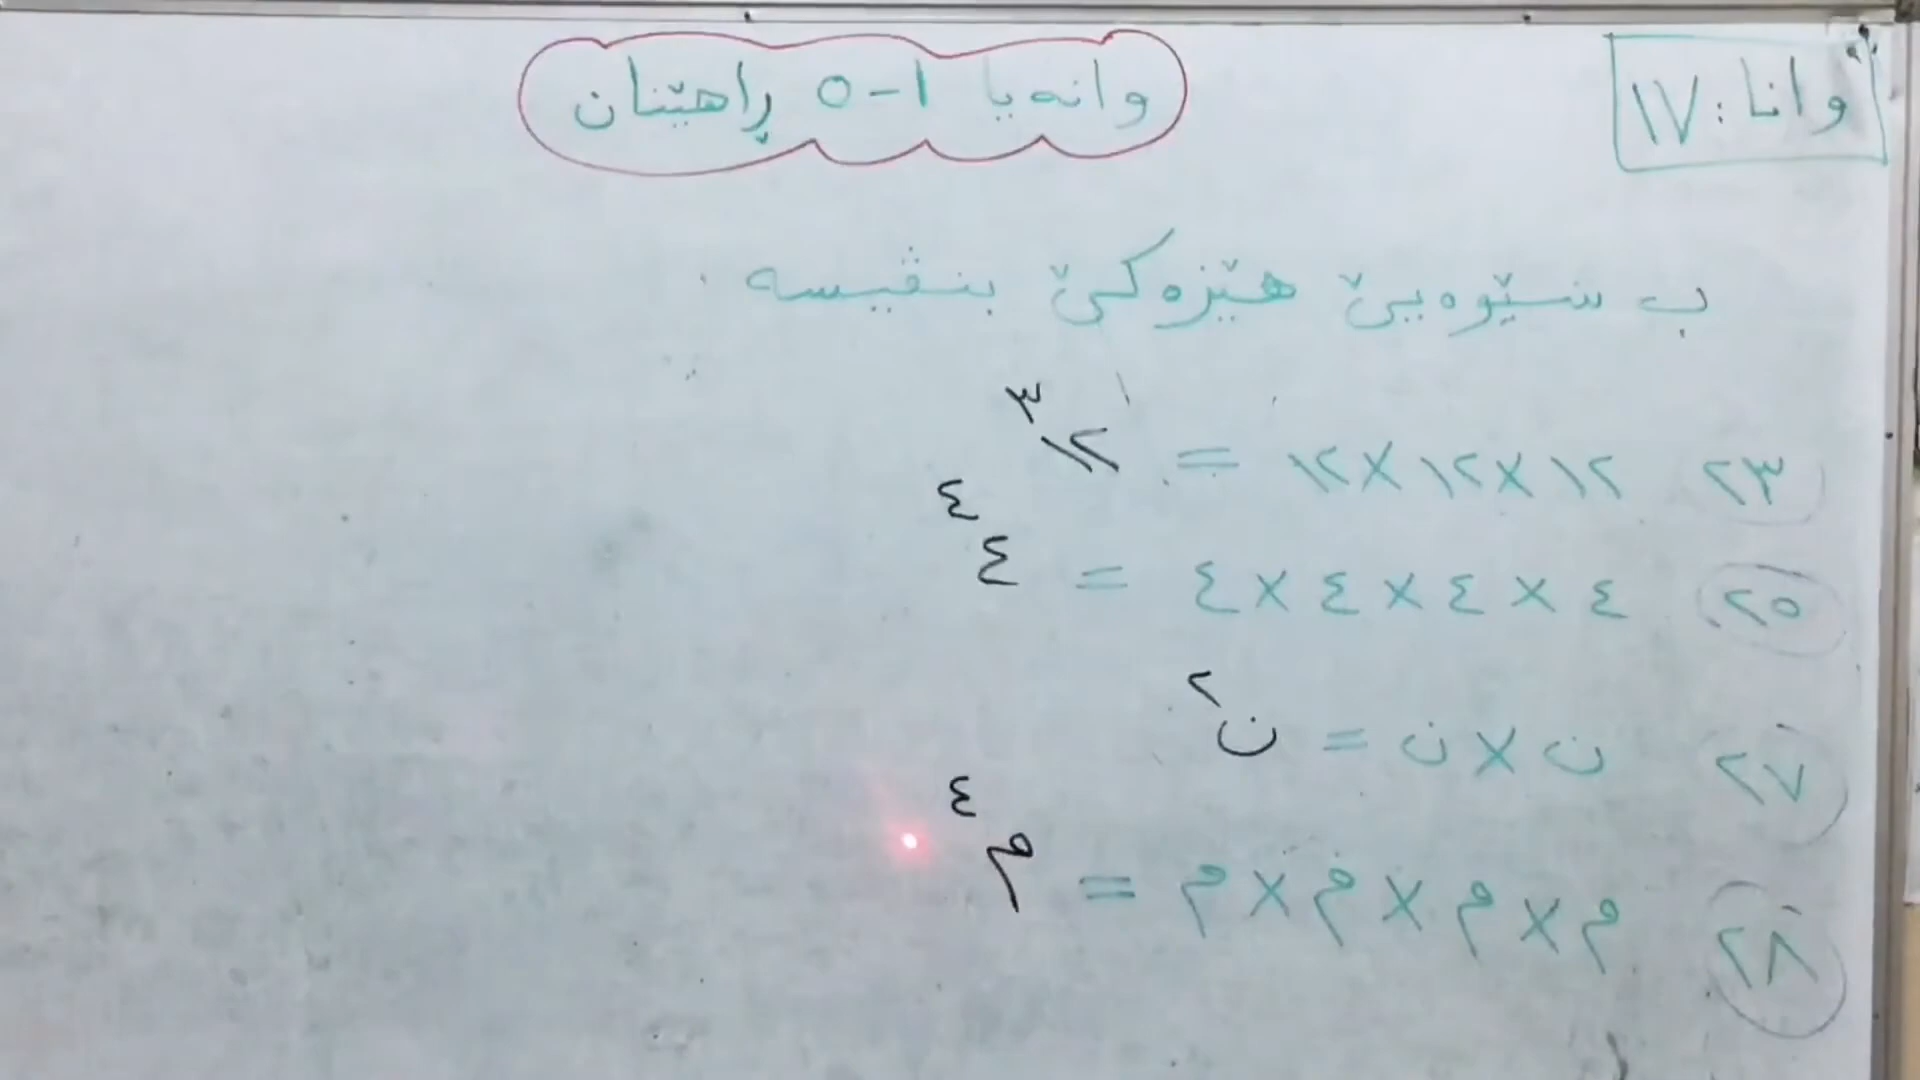 وانا: ١٧
وانەیا ١-٥ ڕاهێنان
ب شێوەیێ هێزەکێ بنڤیسە.
٢٣ ١٢ × ١٢ × ١٢ = ١٢^٣
٢٥ ٤ × ٤ × ٤ × ٤ = ٤^٤
٢٧ ن × ن = ن^٢
٢٨ م × م × م × م = م^٤